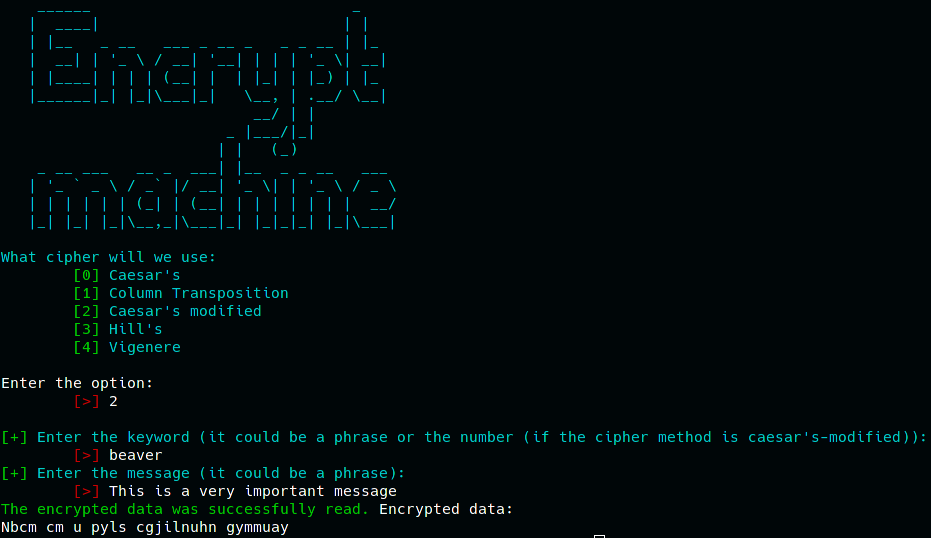 Encrypt
machine
What cipher will we use:
[0] Caesar's
[1] Column Transposition
[2] Caesar's modified
[3] Hill's
[4] Vigenere
Enter the option:
[>] 2
[+] Enter the keyword (it could be a phrase or the number (if the cipher method is caesar's-modified)):
[>] beaver
[+] Enter the message (it could be a phrase):
[>] This is a very important message
The encrypted data was successfully read. Encrypted data:
Nbcm cm u pyls cgjilnuhn gymmuay